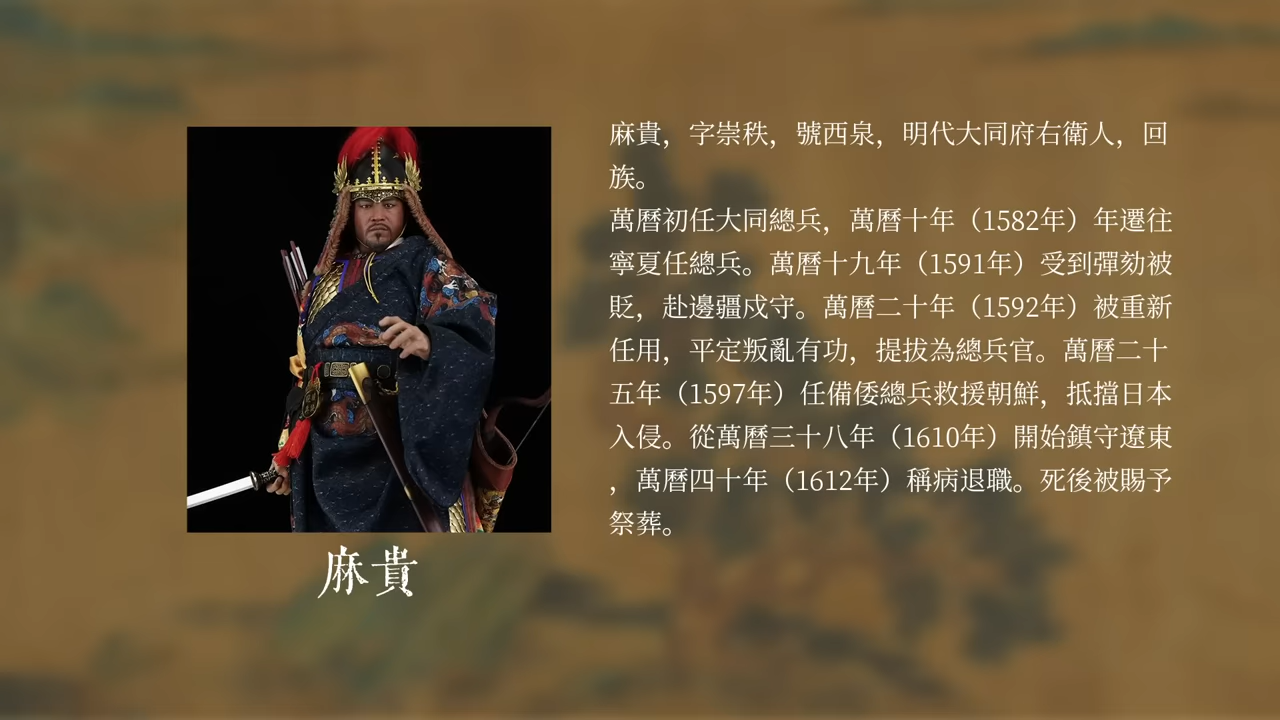 麻貴，字崇秩，號西泉，明代大同府右衛人，回
族。
萬曆初任大同總兵，萬曆十年（1582年）年遷往
寧夏任總兵。萬曆十九年（1591年）受到彈劾被
貶，赴邊疆戍守。萬曆二十年（1592年）被重新
任用，平定叛亂有功，提拔為總兵官。萬曆二十
五年（1597年）任備倭總兵救援朝鮮，抵擋日本
入侵。從萬曆三十八年（1610年）開始鎮守遼東
，萬曆四十年（1612年）稱病退職。死後被賜予
祭葬。
麻貴